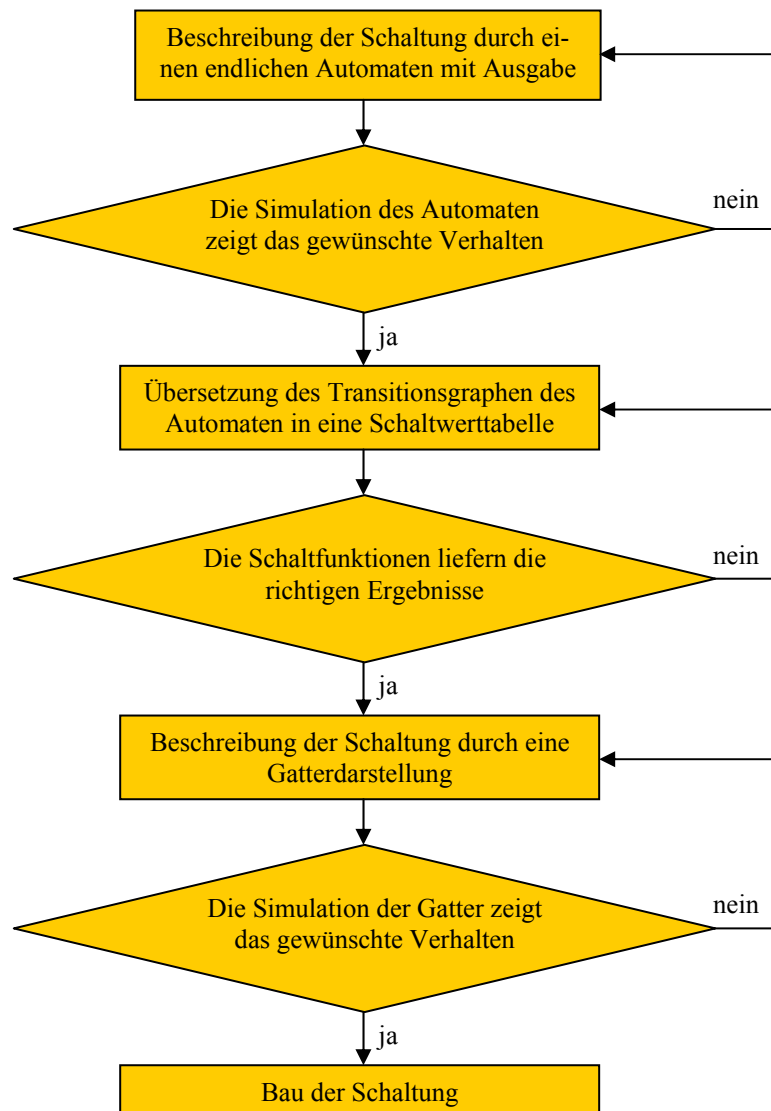 Beschreibung der Schaltung durch ei-
nen endlichen Automaten mit Ausgabe
Die Simulation des Automaten
zeigt das gewünschte Verhalten
nein
ja
Übersetzung des Transitionsgraphen des
Automaten in eine Schaltwerttabelle
Die Schaltfunktionen liefern die
richtigen Ergebnisse
nein
ja
Beschreibung der Schaltung durch eine
Gatterdarstellung
Die Simulation der Gatter zeigt
das gewünschte Verhalten
nein
ja
Bau der Schaltung